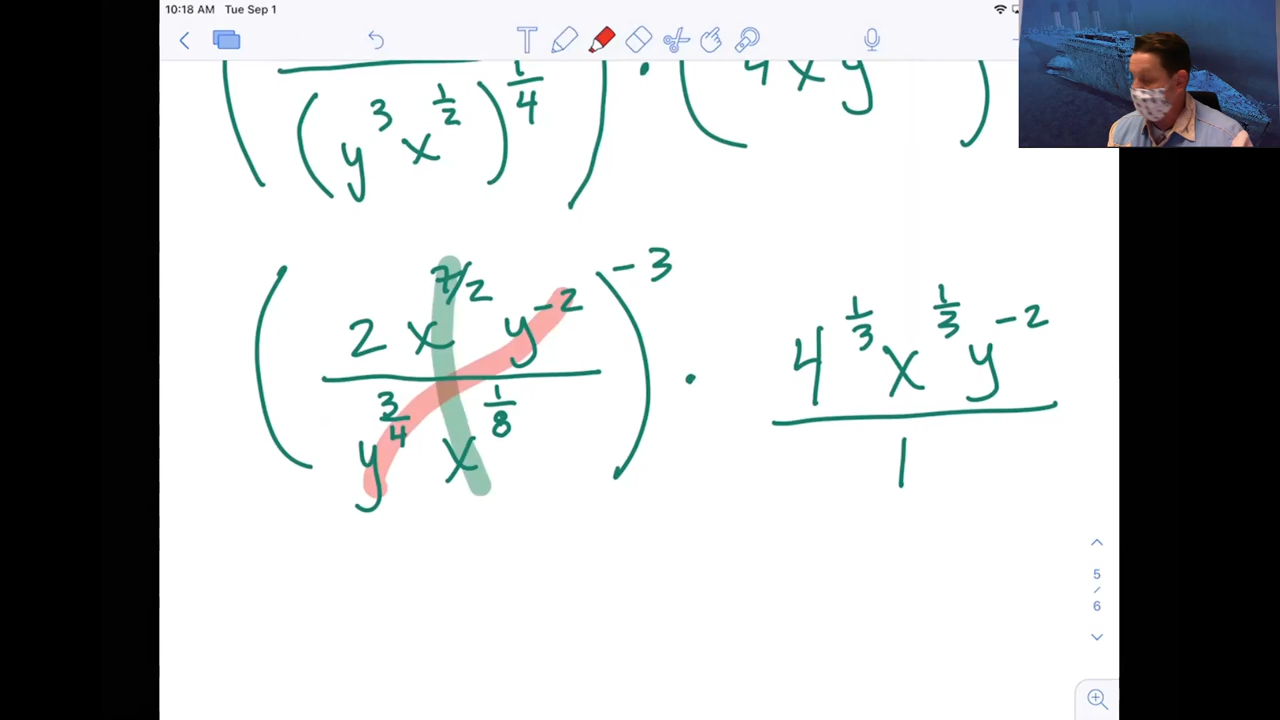 10:18 AM Tue Sep 1
T
( / (y^3 x^{1/2})^{1/4} ) · ( 4xy )
( 2x^{7/2} y^{-2} / y^{3/4} x^{1/8} )^{-3} · 4^{1/3} x^{1/3} y^{-2} / 1
5
/
6